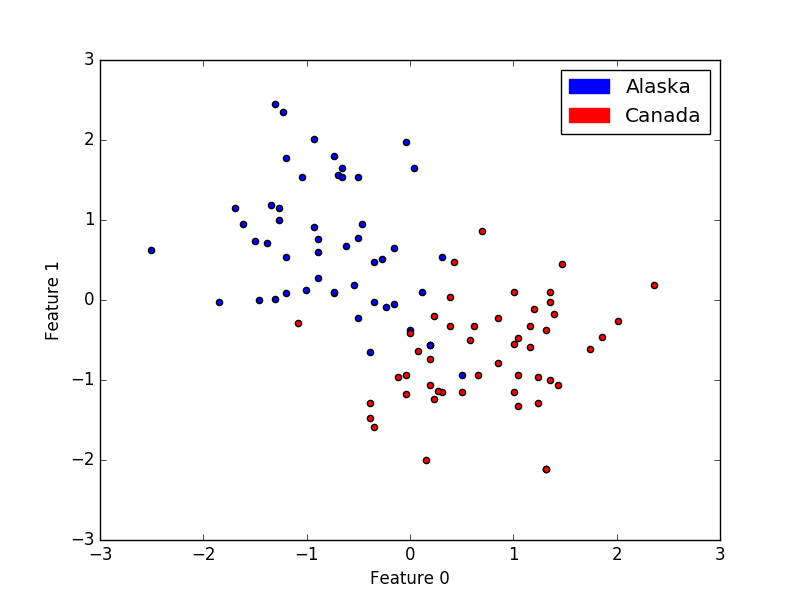 Alaska
Canada
3
2
1
0
−1
−2
−3
Feature 1
−3 −2 −1 0 1 2 3
Feature 0